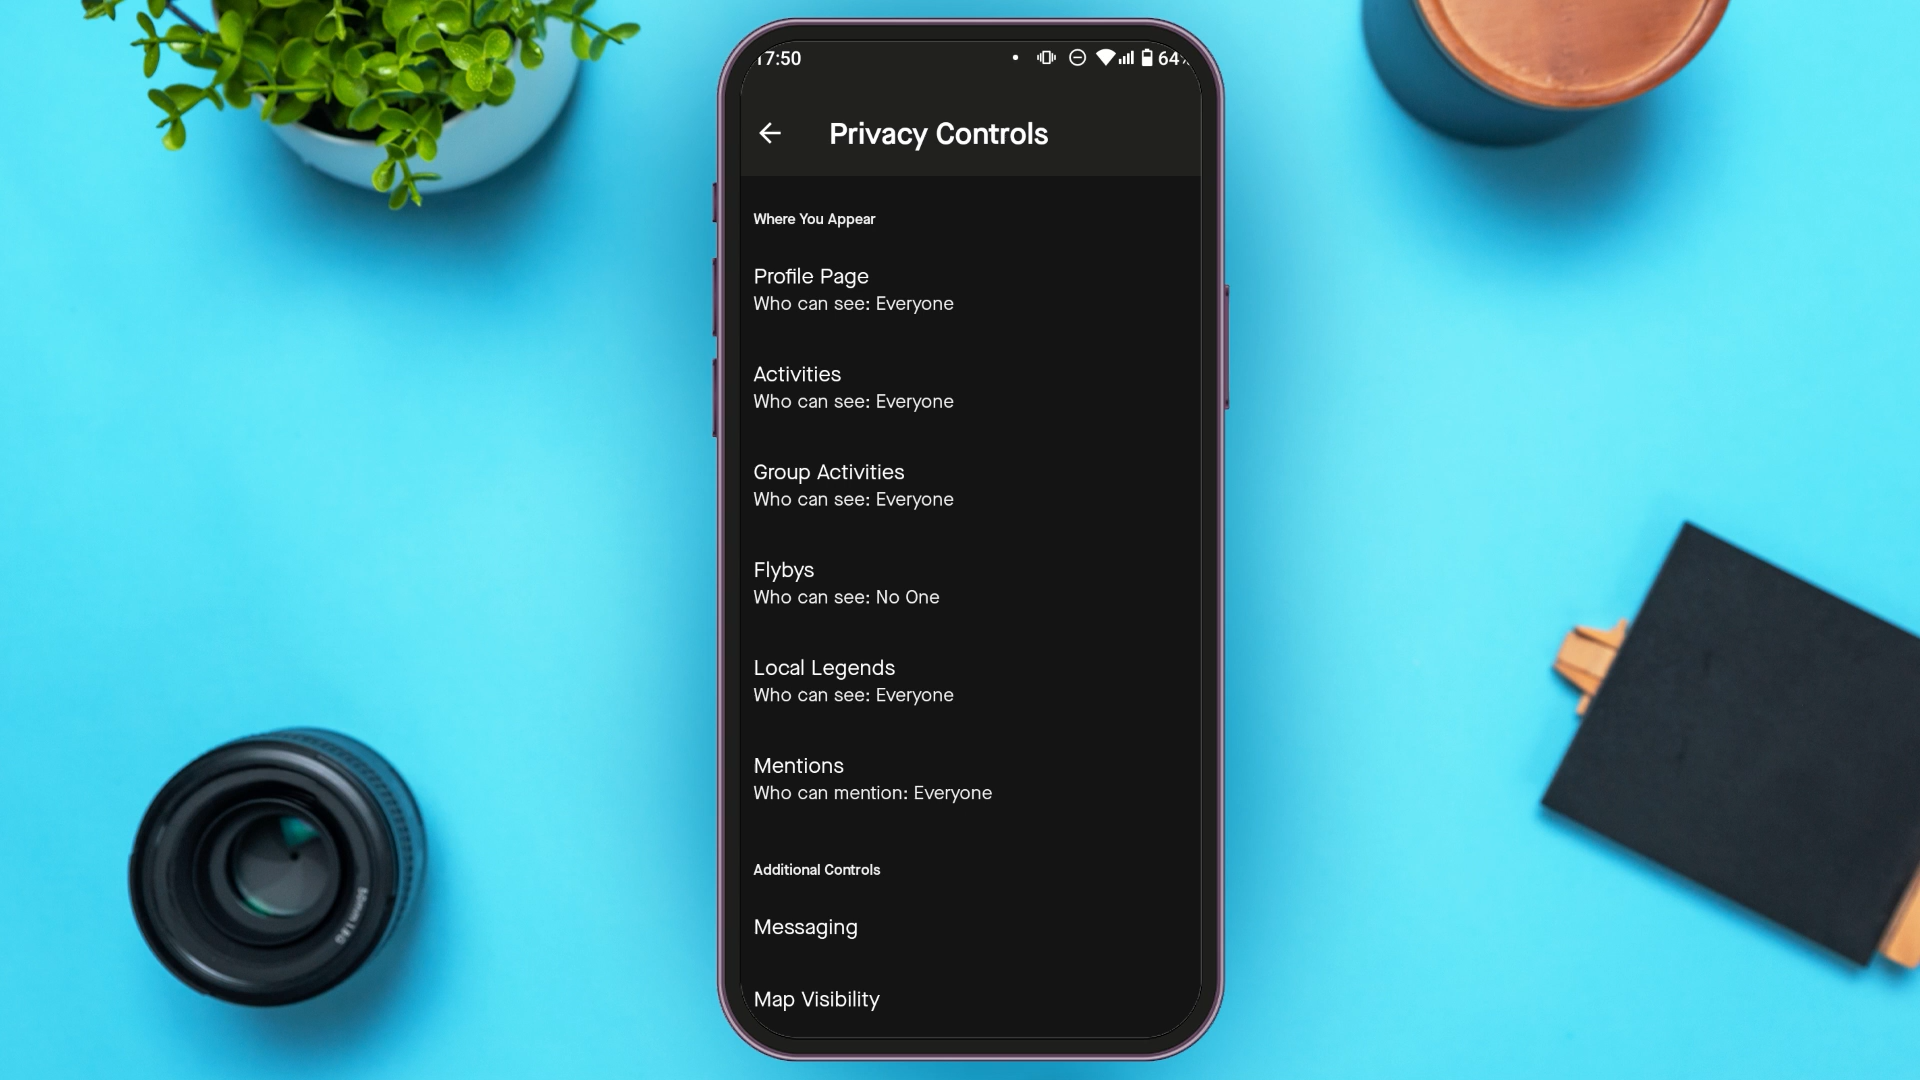 17:50
64%
Privacy Controls
Where You Appear
Profile Page
Who can see: Everyone
Activities
Who can see: Everyone
Group Activities
Who can see: Everyone
Flybys
Who can see: No One
Local Legends
Who can see: Everyone
Mentions
Who can mention: Everyone
Additional Controls
Messaging
Map Visibility